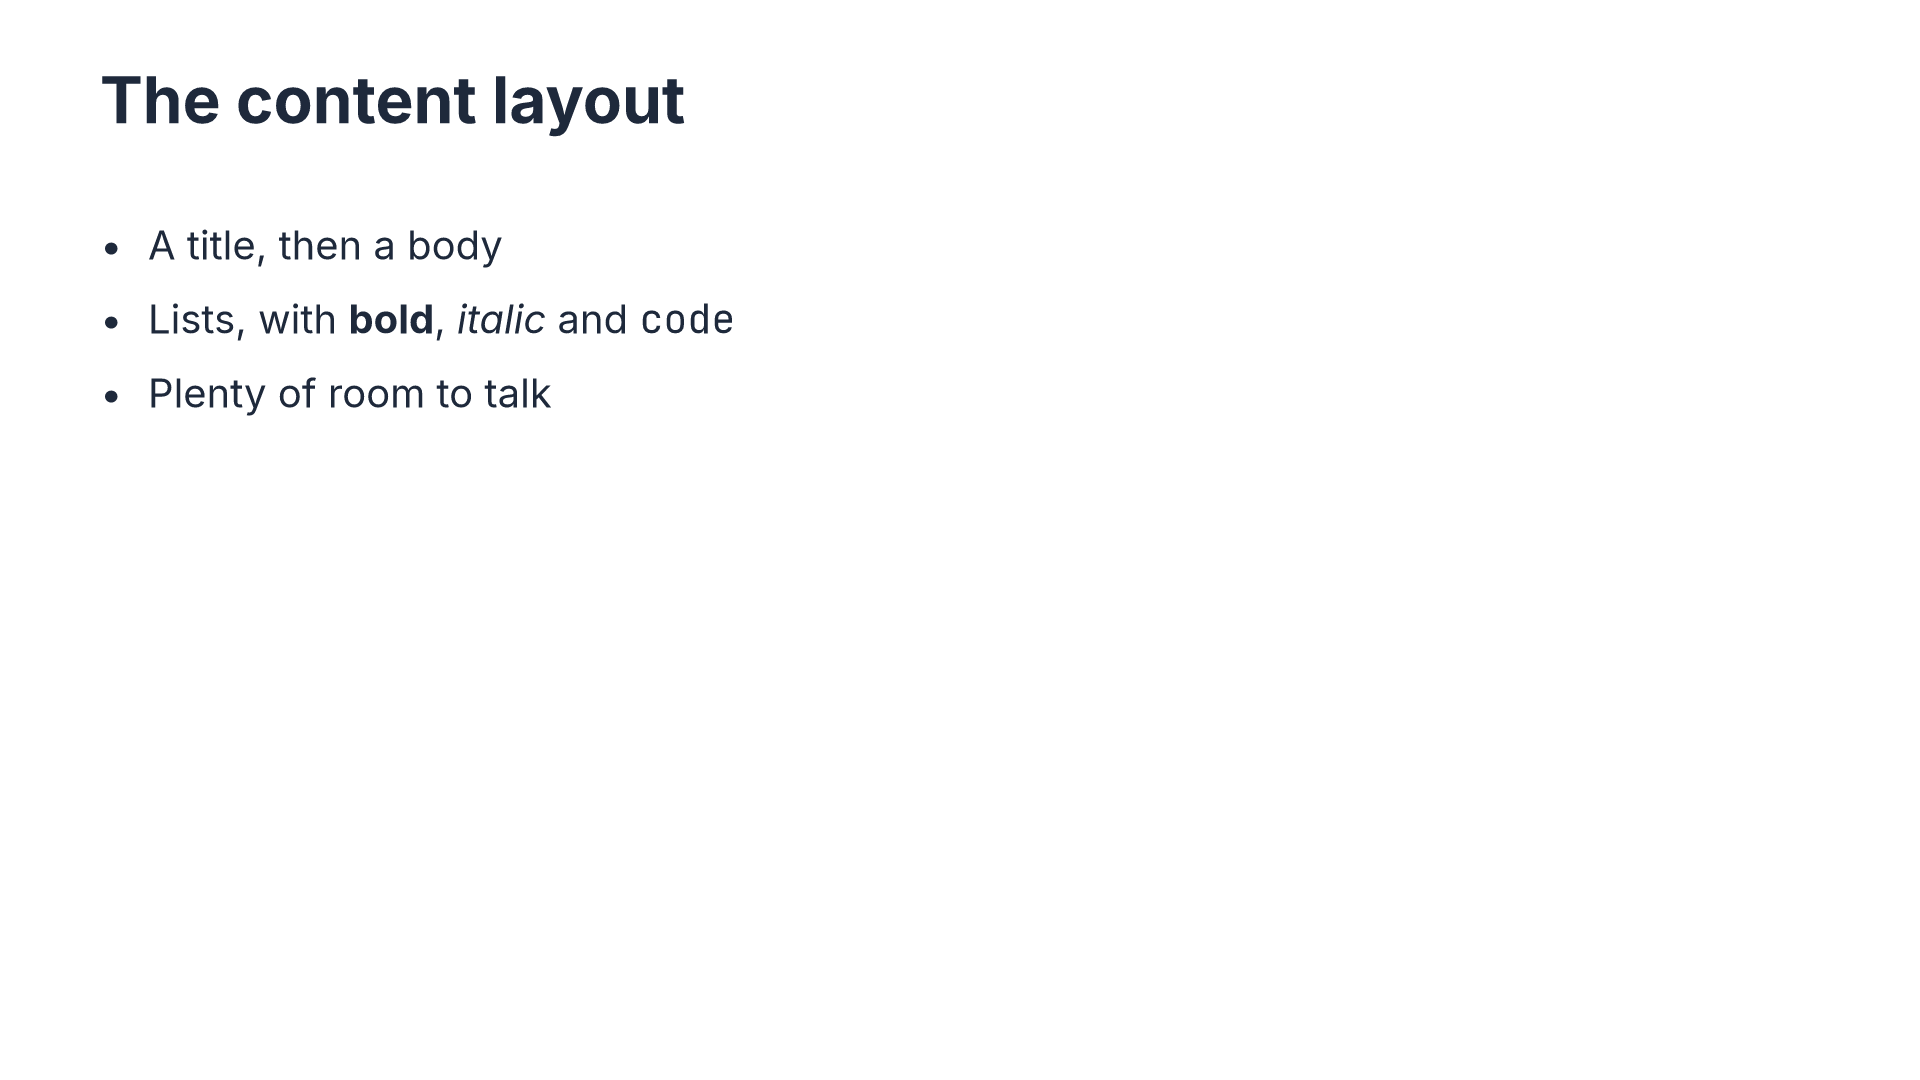 The content layout
• A title, then a body
• Lists, with bold, italic and code
• Plenty of room to talk